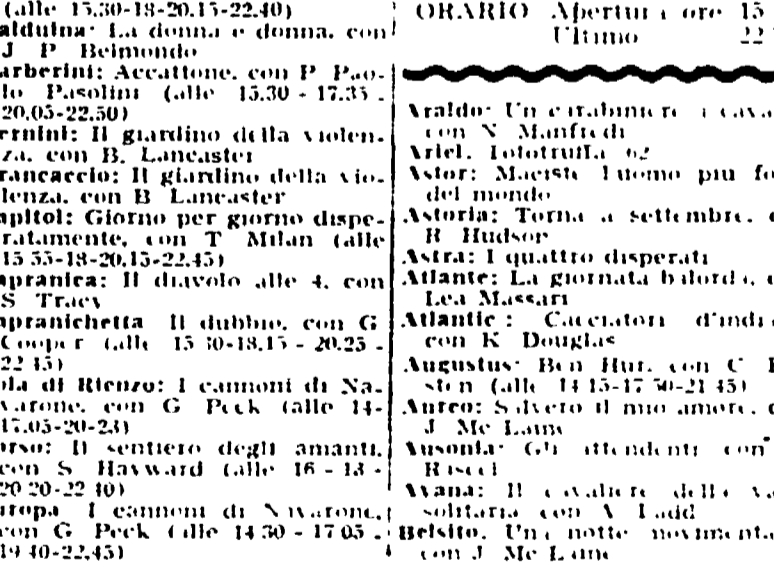 (alle 15,30-18-20.15-22.40)
alduina: La donna e donna, con
J P Belmondo
arberini: Accattone, con P Pao-
lo Pasolini (alle 15.30 - 17.35 -
20.05-22.50)
ernini: Il giardino della violen-
za, con B. Lancaster
rancaccio: Il giardino della vio-
lenza, con B Lancaster
apitol: Giorno per giorno dispe-
ratamente, con T Milan (alle
15 55-18-20.15-22.45)
apranica: Il diavolo alle 4, con
S Tracy
apranichetta Il dubbio, con G
Cooper (alle 15 30-18.15 - 20.25 -
22 45)
ola di Rienzo: I cannoni di Na-
varone, con G Peck (alle 14-
17.05-20-23)
orso: Il sentiero degli amanti,
con S Hayward (alle 16 - 18 -
20 20-22 40)
uropa I cannoni di Navarone,
con G Peck (alle 14 30 - 17 05 -
19 40-22,45)
ORARIO Apertura ore 15
Ultimo 22
Araldo: Un carabiniere a cava
con N Manfredi
Ariel. Tototruffa 62
Astor: Maciste l'uomo piu fo
del mondo
Astoria: Torna a settembre, c
R Hudson
Astra: I quattro disperati
Atlante: La giornata balorda, c
Lea Massari
Atlantic: Cacciatori d'indi
con K Douglas
Augustus: Ben Hur, con C H
ston (alle 14 15-17 50-21 45)
Aureo: Salvero il mio amore, c
J Mc Laine
Ausonia: Gli attendenti con
Rascel
Avana: Il cavaliere della va
solitaria con A Ladd
Belsito. Una notte movimenta
con J Mc Laine